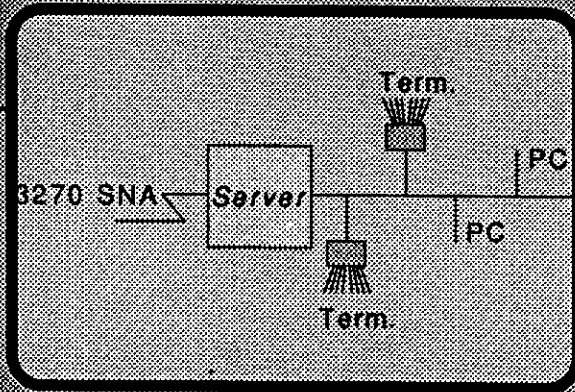 Term.
PC
3270 SNA
Server
PC
Term.